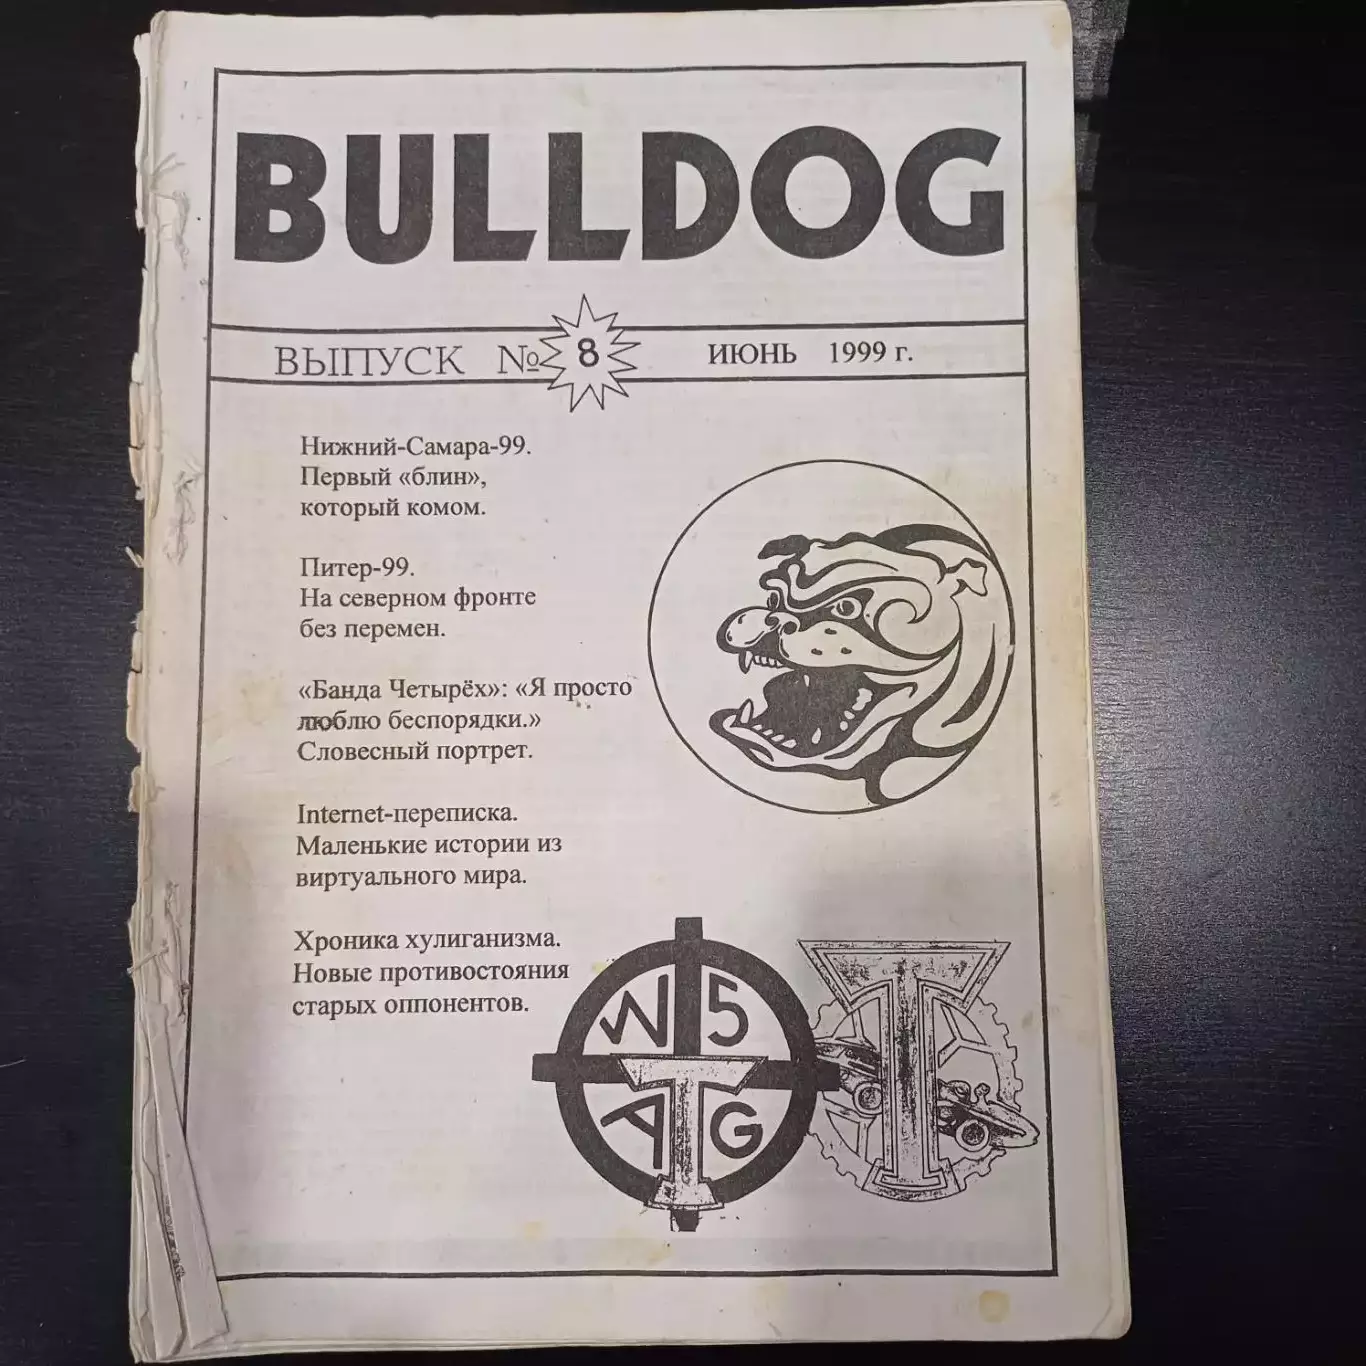 BULLDOG
ВЫПУСК № 8 ИЮНЬ 1999 г.
Нижний-Самара-99.
Первый «блин»,
который комом.
Питер-99.
На северном фронте
без перемен.
«Банда Четырёх»: «Я просто
люблю беспорядки.»
Словесный портрет.
Internet-переписка.
Маленькие истории из
виртуального мира.
Хроника хулиганизма.
Новые противостояния
старых оппонентов.
W 5
A G
T